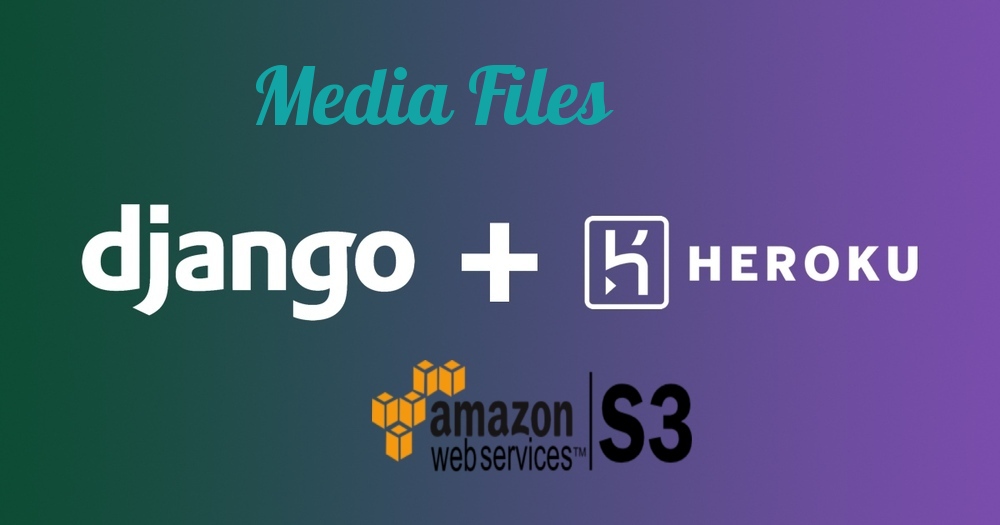 Media Files
django + HEROKU
amazon
web services™ | S3